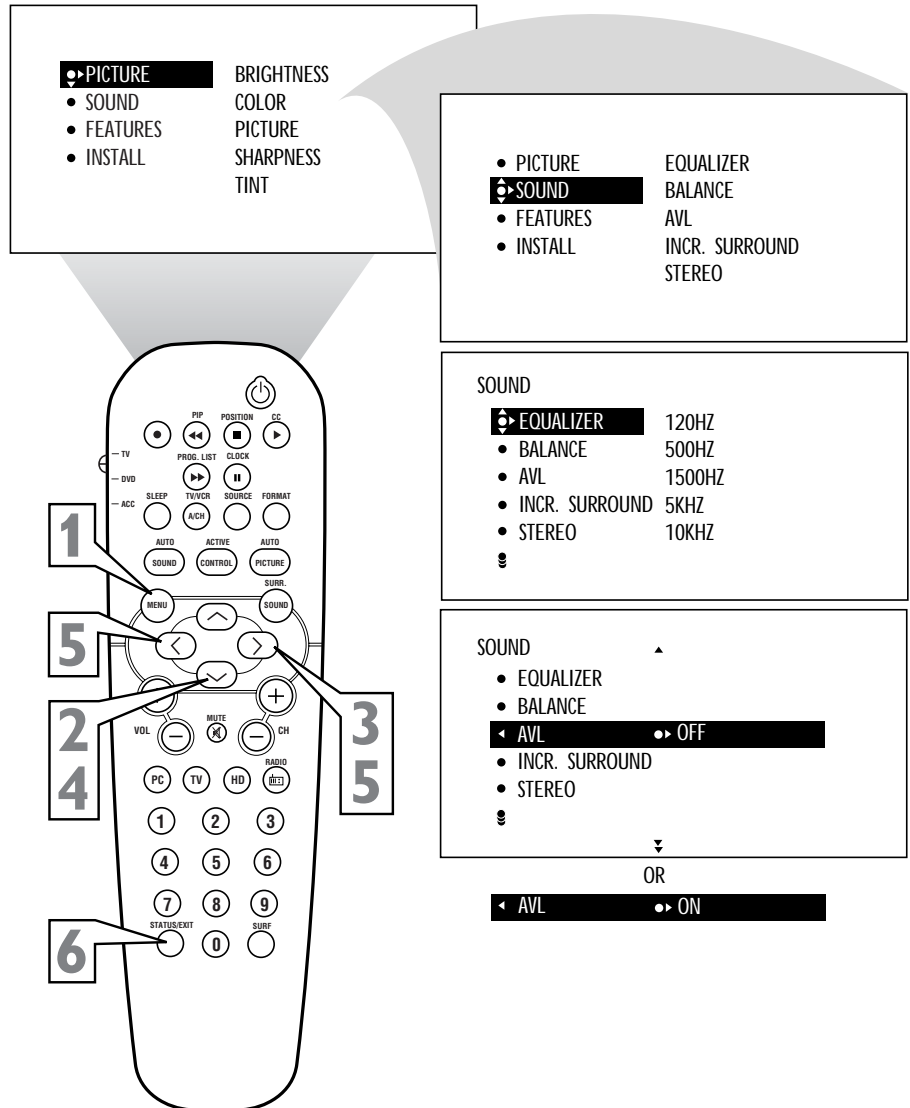 PICTURE BRIGHTNESS
SOUND COLOR
FEATURES PICTURE
INSTALL SHARPNESS
TINT
PICTURE EQUALIZER
SOUND BALANCE
FEATURES AVL
INSTALL INCR. SURROUND
STEREO
SOUND
EQUALIZER 120HZ
BALANCE 500HZ
AVL 1500HZ
INCR. SURROUND 5KHZ
STEREO 10KHZ
SOUND
EQUALIZER
BALANCE
AVL OFF
INCR. SURROUND
STEREO
OR
AVL ON
PIP POSITION CC
TV
DVD
ACC
PROG. LIST CLOCK
SLEEP TV/VCR SOURCE FORMAT
A/CH
AUTO ACTIVE AUTO
SOUND CONTROL PICTURE
SURR.
MENU SOUND
1
5
2
4
3
5
6
VOL MUTE CH
RADIO
PC TV HD
1 2 3
4 5 6
7 8 9
STATUS/EXIT SURF
0